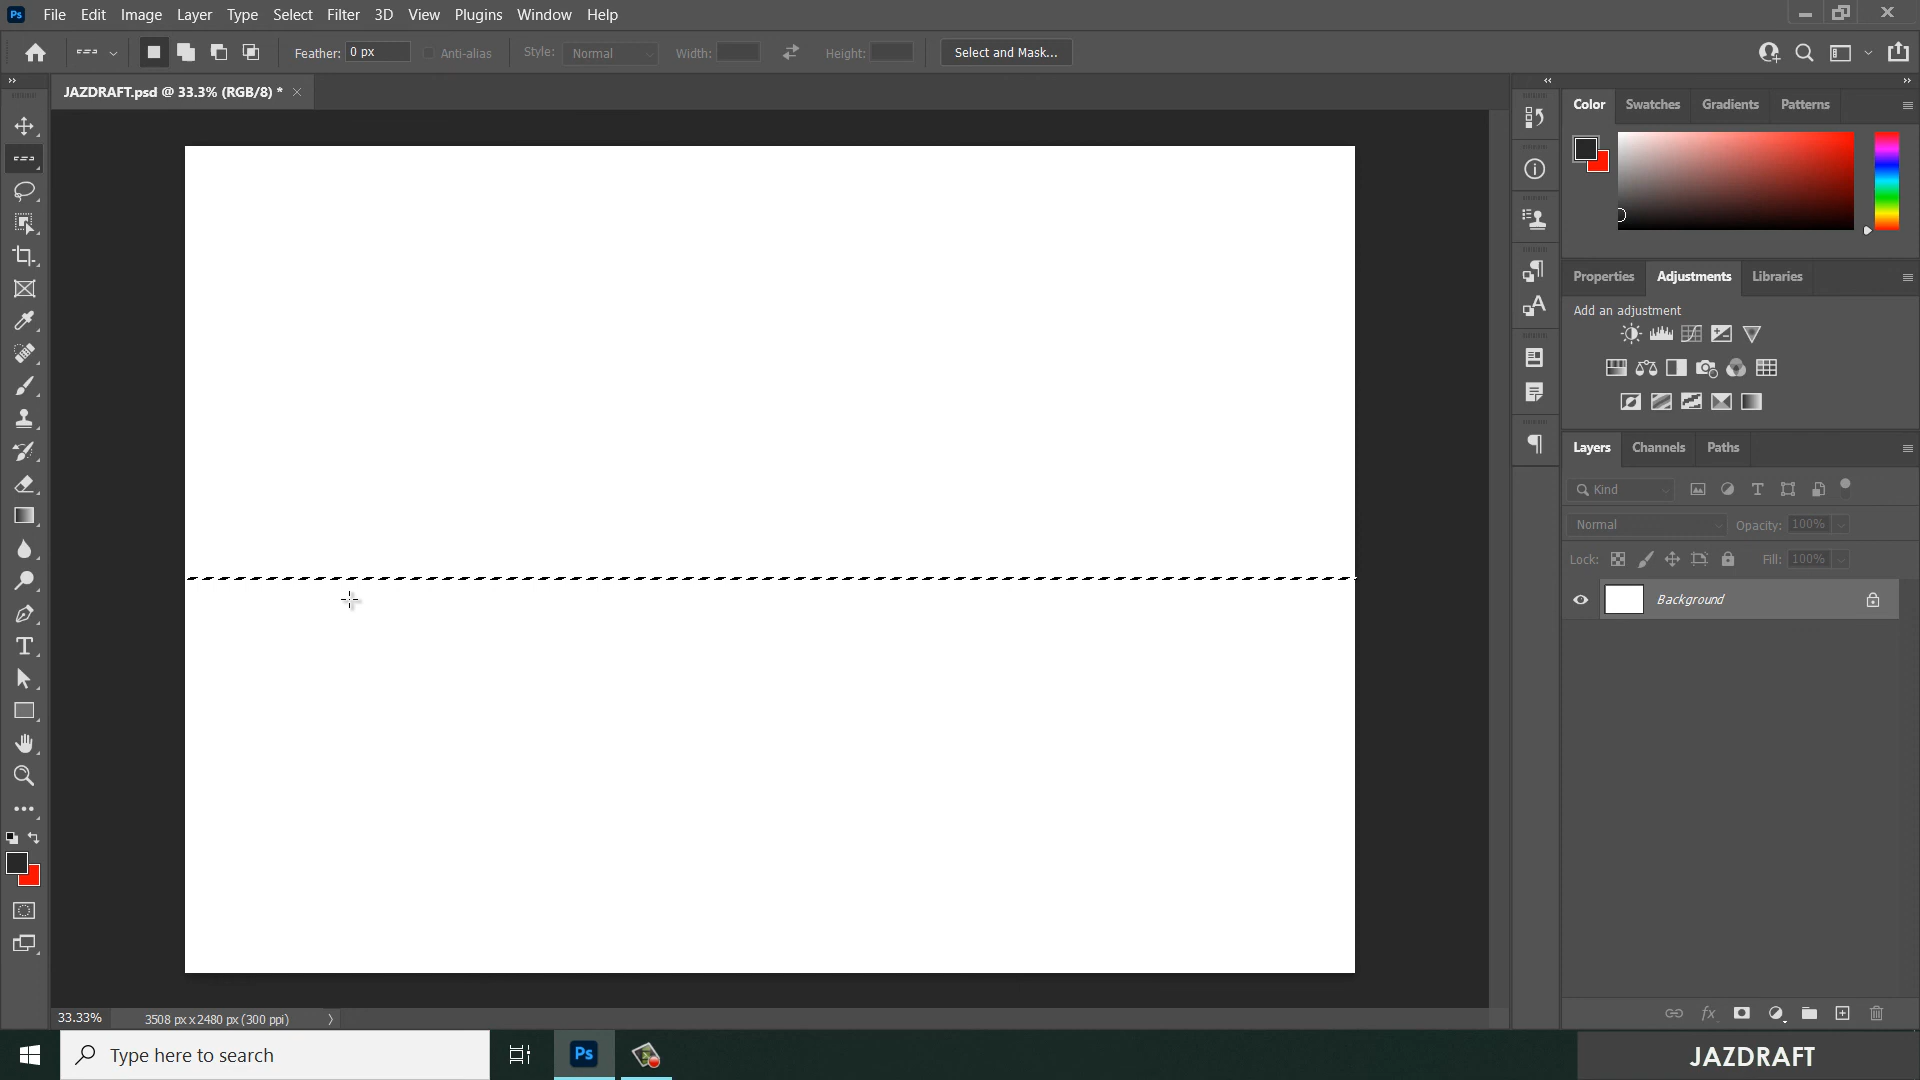 Ps File Edit Image Layer Type Select Filter 3D View Plugins Window Help
Feather: 0 px Anti-alias Style: Normal Width: Height: Select and Mask...
JAZDRAFT.psd @ 33.3% (RGB/8) *
Color Swatches Gradients Patterns
Properties Adjustments Libraries
Add an adjustment
Layers Channels Paths
Kind
Normal Opacity: 100%
Lock: Fill: 100%
Background
33.33% 3508 px x 2480 px (300 ppi)
Type here to search
Ps
JAZDRAFT